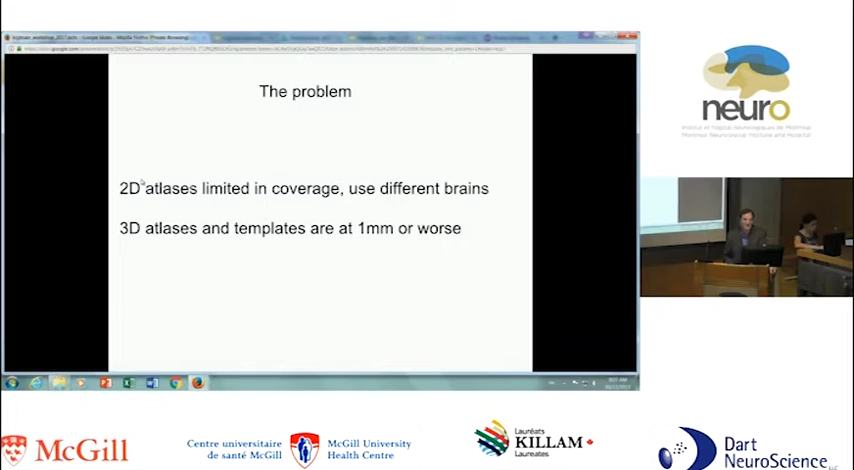 The problem
2D atlases limited in coverage, use different brains
3D atlases and templates are at 1mm or worse
neuro
Institut et hôpital neurologiques de Montréal
Montreal Neurological Institute and Hospital
McGill
Centre universitaire
de santé McGill
McGill University
Health Centre
Lauréats
KILLAM
Laureates
Dart
NeuroScience LLC